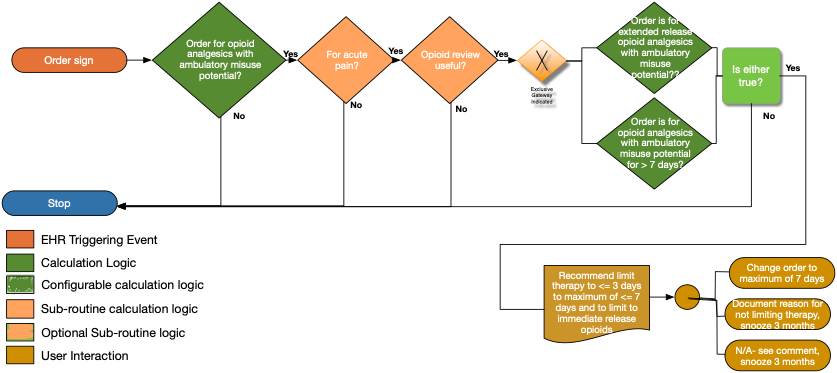 Order sign
Order for opioid
analgesics with
ambulatory misuse
potential?
Yes
For acute
pain?
Yes
Opioid review
useful?
Yes
X
Exclusive
Gateway
Indicated
Order is for
extended release
opioid analgesics
with ambulatory
misuse
potential??
Is either
true?
Yes
No
No
No
No
Order is for
opioid analgesics
with ambulatory
misuse potential
for > 7 days?
Stop
EHR Triggering Event
Calculation Logic
Configurable calculation logic
Sub-routine calculation logic
Optional Sub-routine logic
User Interaction
Recommend limit
therapy to <= 3 days
to maximum of <= 7
days and to limit to
immediate release
opioids
Change order to
maximum of 7 days
Document reason for
not limiting therapy,
snooze 3 months
N/A- see comment,
snooze 3 months